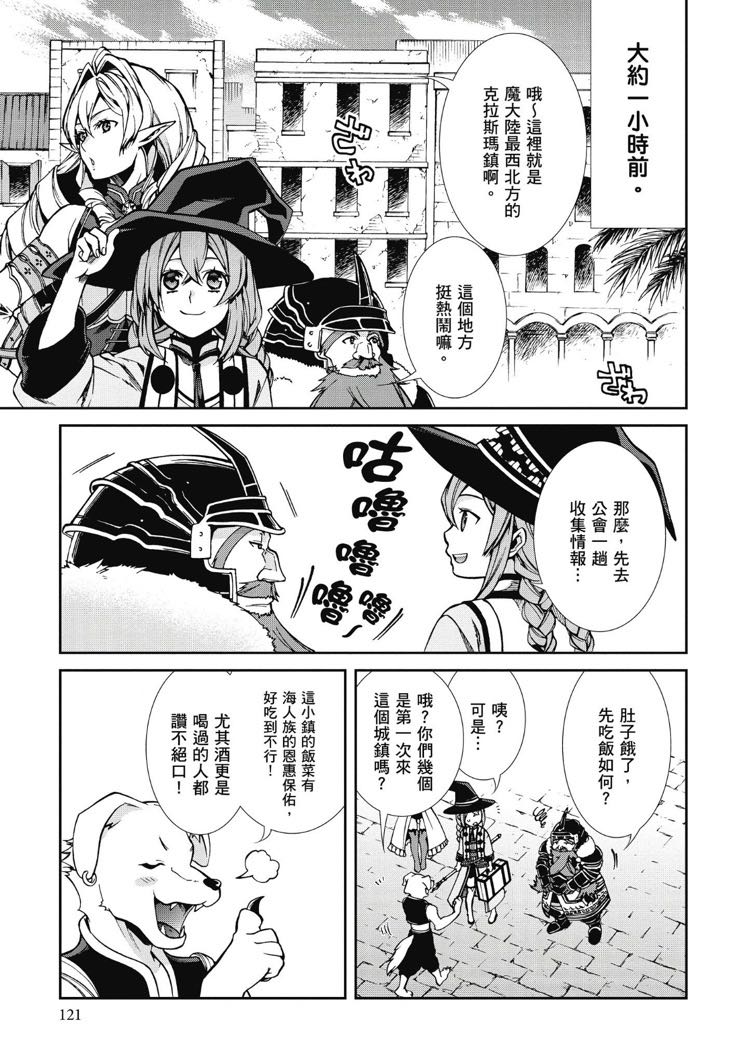 大約一小時前。
哦～這裡就是
魔大陸最西北方的
克拉斯瑪鎮啊。
ざわ
這個地方
挺熱鬧嘛。
ざわ
那麼，先去
公會一趟
收集情報…
咕嚕嚕嚕嚕～
肚子餓了，
先吃飯如何？
咦？
可是…
哦？你們幾個
是第一次來
這個城鎮嗎？
這小鎮的飯菜有
海人族的恩惠保佑，
好吃到不行！
尤其酒更是
喝過的人都
讚不絕口！
121